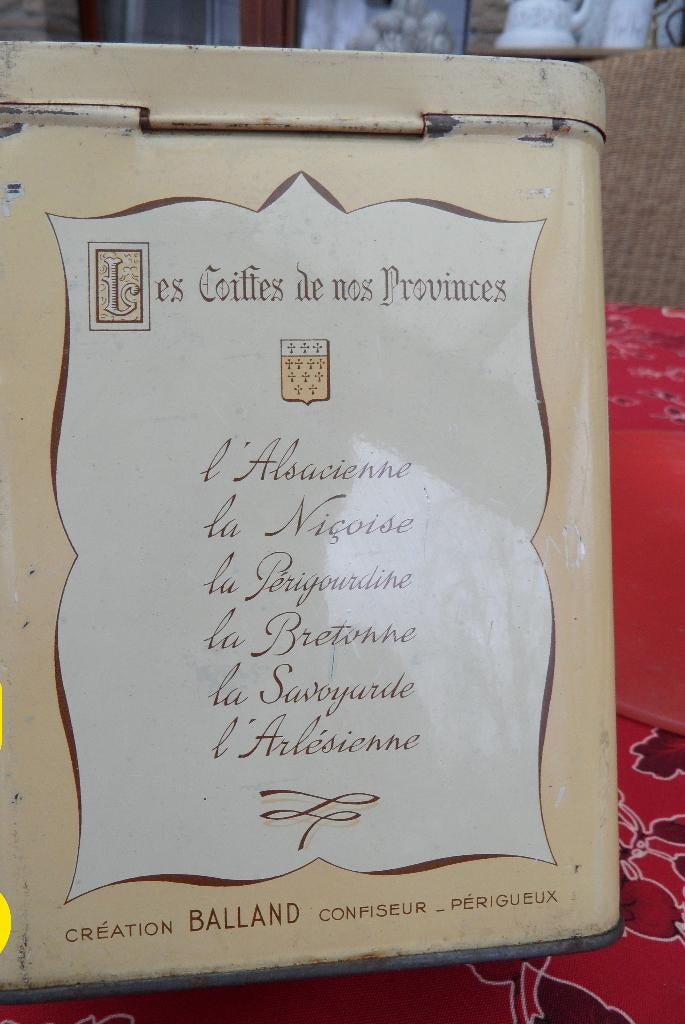 Les Coiffes de nos Provinces
l'Alsacienne
la Niçoise
la Périgourdine
la Bretonne
la Savoyarde
l'Arlésienne
CRÉATION BALLAND CONFISEUR _ PÉRIGUEUX